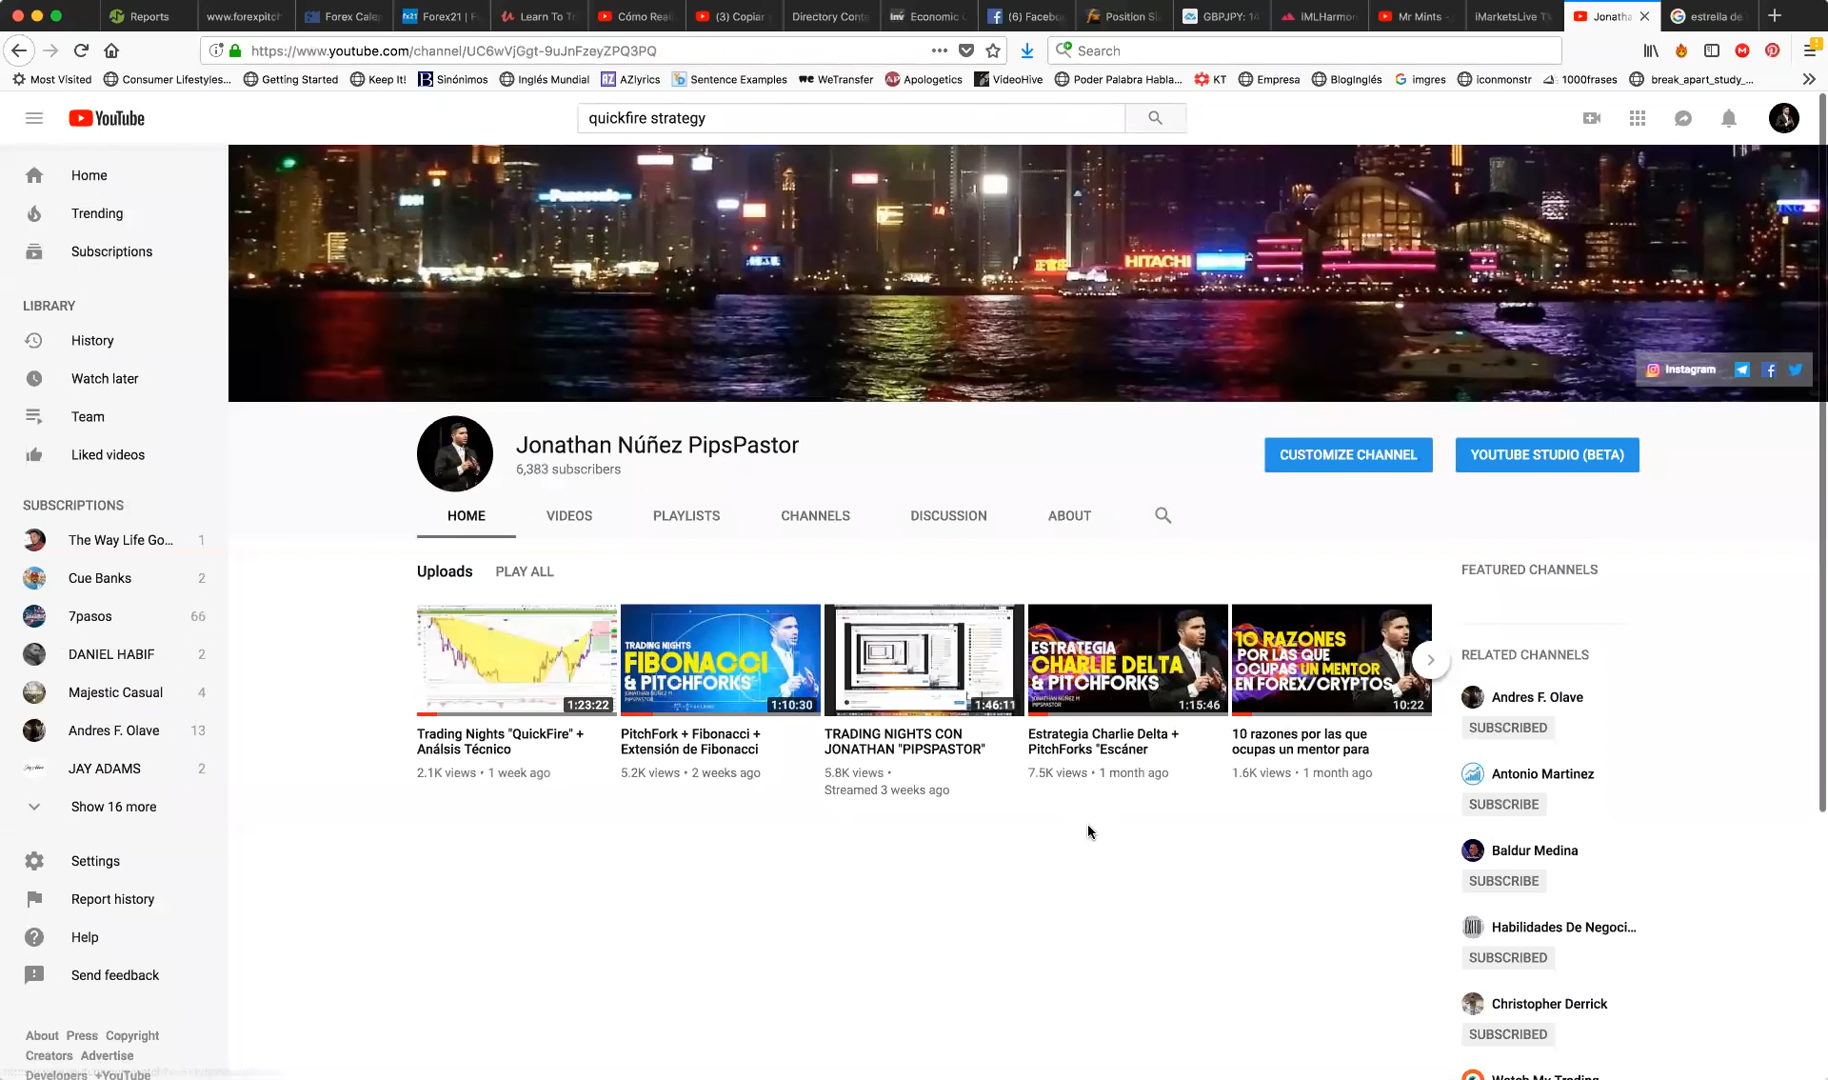 Reports
www.forexpitch
Forex Cale
Forex21 | F
Learn To T
Cómo Real
(3) Copiar
Directory Cont
Economic
(6) Facebo
Position Si
GBPJPY: 1
iMLHarmo
Mr Mints -
iMarketsLive T
Jonatha
estrella de
https://www.youtube.com/channel/UC6wVjGgt-9uJnFzeyZPQ3PQ
Search
Most Visited
Consumer Lifestyles...
Getting Started
Keep It!
Sinónimos
Inglés Mundial
AZlyrics
Sentence Examples
WeTransfer
Apologetics
VideoHive
Poder Palabra Habla...
KT
Empresa
BlogInglés
imgres
iconmonstr
1000frases
break_apart_study_...
YouTube
quickfire strategy
Home
Trending
Subscriptions
LIBRARY
History
Watch later
Team
Liked videos
SUBSCRIPTIONS
The Way Life Go... 1
Cue Banks 2
7pasos 66
DANIEL HABIF 2
Majestic Casual 4
Andres F. Olave 13
JAY ADAMS 2
Show 16 more
Settings
Report history
Help
Send feedback
About Press Copyright
Creators Advertise
Developers +YouTube
Panasonic
HITACHI
Instagram
Jonathan Núñez PipsPastor
6,383 subscribers
CUSTOMIZE CHANNEL
YOUTUBE STUDIO (BETA)
HOME
VIDEOS
PLAYLISTS
CHANNELS
DISCUSSION
ABOUT
Uploads
PLAY ALL
1:23:22
Trading Nights "QuickFire" +
Análsis Técnico
2.1K views • 1 week ago
TRADING NIGHTS
FIBONACCI
& PITCHFORKS
1:10:30
PitchFork + Fibonacci +
Extensión de Fibonacci
5.2K views • 2 weeks ago
1:46:11
TRADING NIGHTS CON
JONATHAN "PIPSPASTOR"
5.8K views •
Streamed 3 weeks ago
ESTRATEGIA
CHARLIE DELTA
& PITCHFORKS
1:15:46
Estrategia Charlie Delta +
PitchForks "Escáner
7.5K views • 1 month ago
10 RAZONES
POR LAS QUE
OCUPAS UN MENTOR
EN FOREX/CRYPTOS
10:22
10 razones por las que
ocupas un mentor para
1.6K views • 1 month ago
FEATURED CHANNELS
RELATED CHANNELS
Andres F. Olave
SUBSCRIBED
Antonio Martinez
SUBSCRIBE
Baldur Medina
SUBSCRIBE
Habilidades De Negoci...
SUBSCRIBED
Christopher Derrick
SUBSCRIBED
Watch My Trading